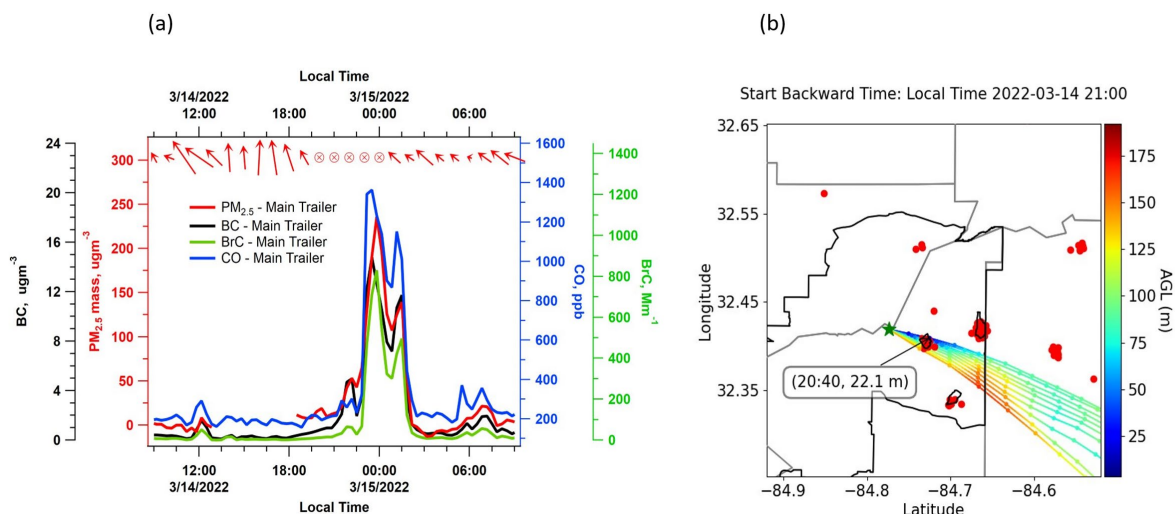 (a)
(b)
Local Time
3/14/2022 3/15/2022
12:00 18:00 00:00 06:00
24
20
16
12
8
4
0
BC, ugm⁻³
300
250
200
150
100
50
0
PM₂.₅ mass, ugm⁻³
PM₂.₅ - Main Trailer
BC - Main Trailer
BrC - Main Trailer
CO - Main Trailer
1600
1400
1200
1000
800
600
400
200
CO, ppb
1400
1200
1000
800
600
400
200
0
BrC, Mm⁻¹
12:00 18:00 00:00 06:00
3/14/2022 3/15/2022
Local Time
Start Backward Time: Local Time 2022-03-14 21:00
32.65
32.55
32.45
32.35
Longitude
(20:40, 22.1 m)
−84.9 −84.8 −84.7 −84.6
Latitude
175
150
125
100
75
50
25
AGL (m)